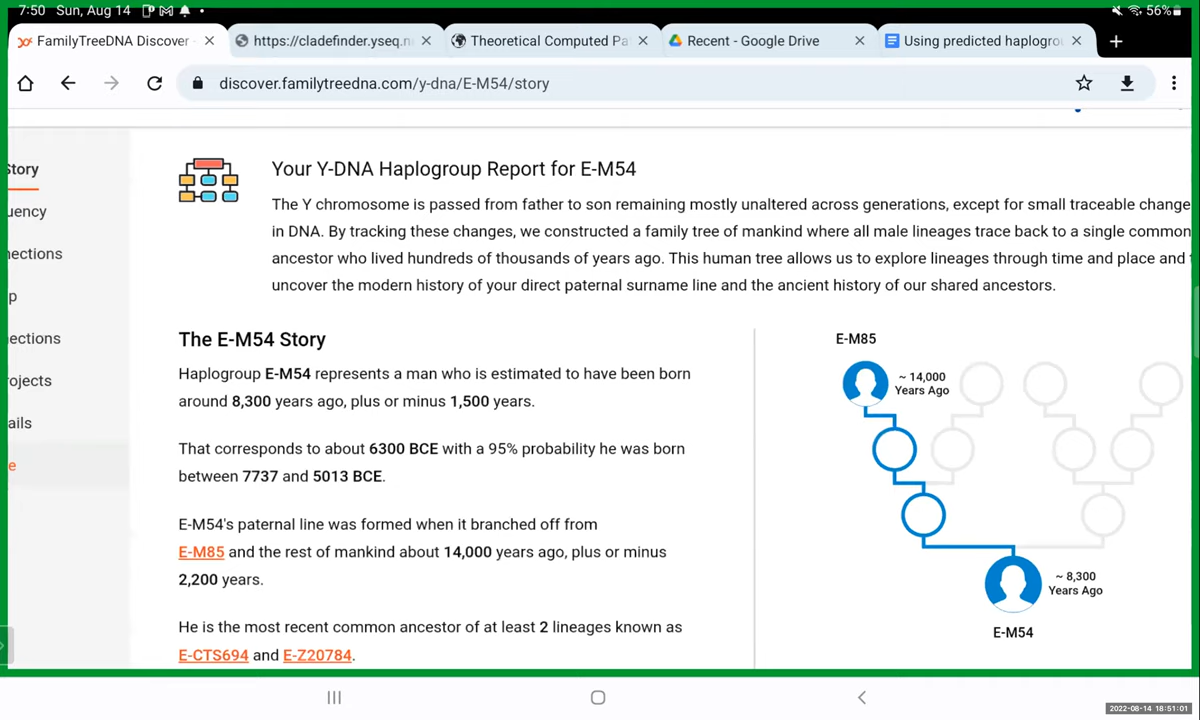 7:50 Sun, Aug 14
56%
FamilyTreeDNA Discover
https://cladefinder.yseq.n
Theoretical Computed Pa
Recent - Google Drive
Using predicted haplogro
discover.familytreedna.com/y-dna/E-M54/story
Story
uency
nections
p
ections
rojects
ails
e
Your Y-DNA Haplogroup Report for E-M54
The Y chromosome is passed from father to son remaining mostly unaltered across generations, except for small traceable change
in DNA. By tracking these changes, we constructed a family tree of mankind where all male lineages trace back to a single common
ancestor who lived hundreds of thousands of years ago. This human tree allows us to explore lineages through time and place and t
uncover the modern history of your direct paternal surname line and the ancient history of our shared ancestors.
The E-M54 Story
Haplogroup E-M54 represents a man who is estimated to have been born
around 8,300 years ago, plus or minus 1,500 years.
That corresponds to about 6300 BCE with a 95% probability he was born
between 7737 and 5013 BCE.
E-M54's paternal line was formed when it branched off from
E-M85 and the rest of mankind about 14,000 years ago, plus or minus
2,200 years.
He is the most recent common ancestor of at least 2 lineages known as
E-CTS694 and E-Z20784.
E-M85
~ 14,000
Years Ago
~ 8,300
Years Ago
E-M54
2022-08-14 18:51:01